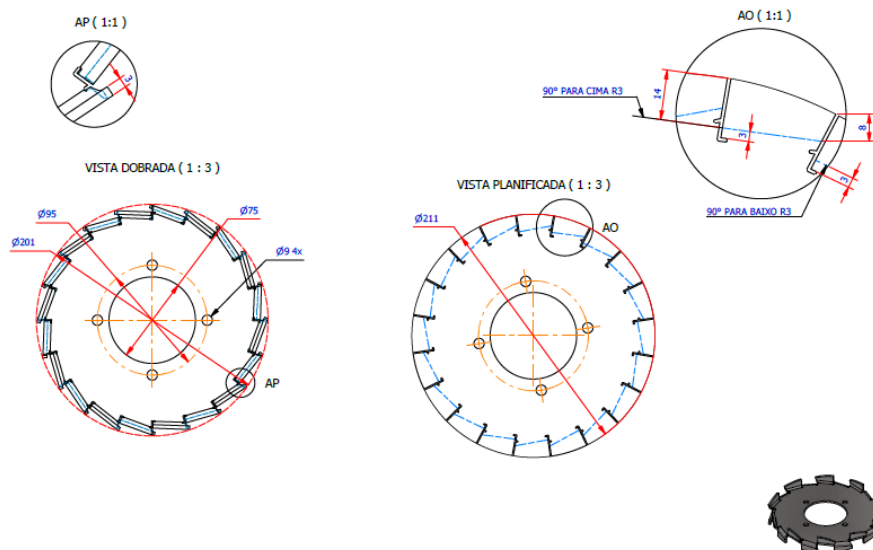 AP ( 1:1 )
3
VISTA DOBRADA ( 1 : 3 )
Ø95
Ø75
Ø201
Ø9 4x
AP
AO ( 1:1 )
90° PARA CIMA R3
14
3
8
3
90° PARA BAIXO R3
VISTA PLANIFICADA ( 1 : 3 )
Ø211
AO